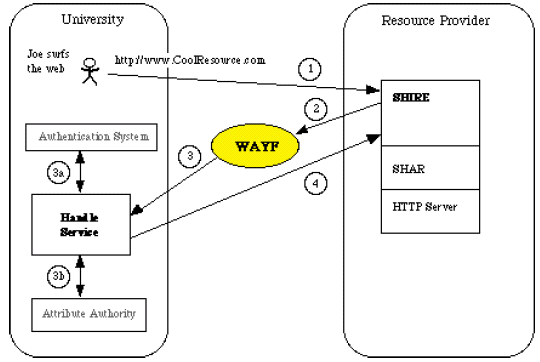 University
Resource Provider
Joe surfs
the web
http://www.CoolResource.com
1
SHIRE
2
WAYF
Authentication System
3
3a
4
SHAR
Handle
Service
HTTP Server
3b
Attribute Authority